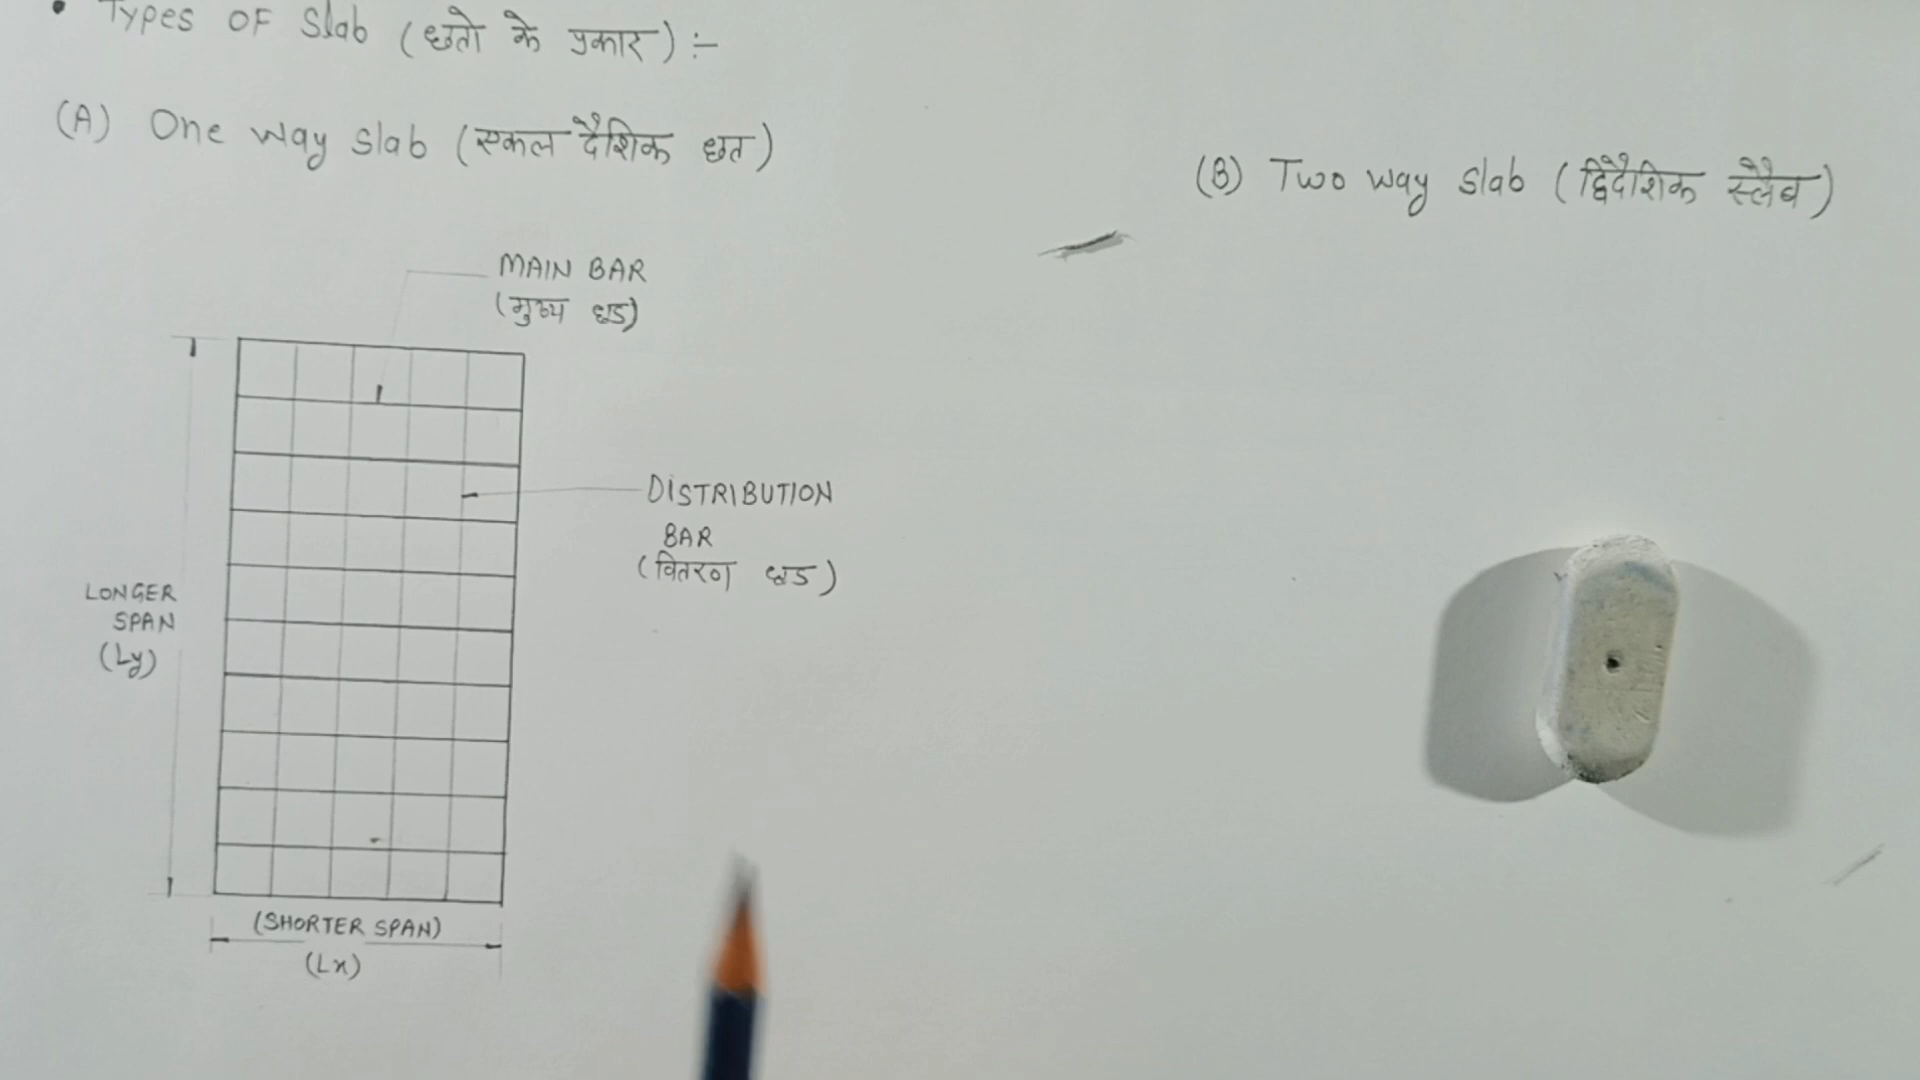 • Types OF Slab (छतो के प्रकार) :-
(A) One way slab (एकल दैशिक छत)
(B) Two way slab (द्विदैशिक स्लैब)
MAIN BAR
(मुख्य छड)
DISTRIBUTION
BAR
(वितरण छड)
LONGER
SPAN
(Ly)
(SHORTER SPAN)
(Lx)